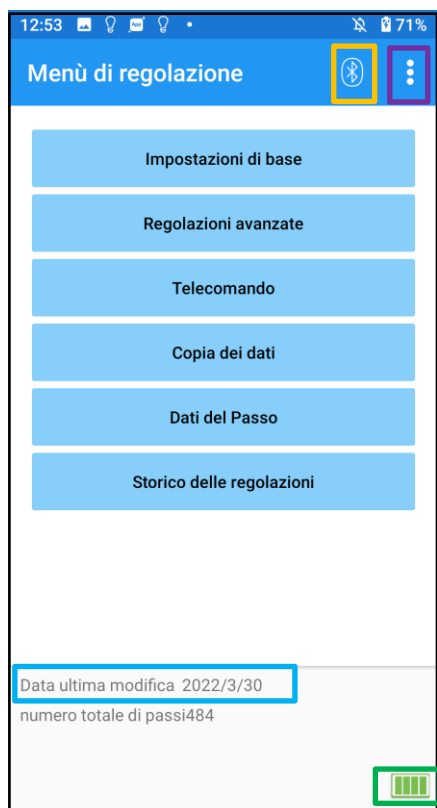 12:53 71%
Menù di regolazione
Impostazioni di base
Regolazioni avanzate
Telecomando
Copia dei dati
Dati del Passo
Storico delle regolazioni
Data ultima modifica 2022/3/30
numero totale di passi484